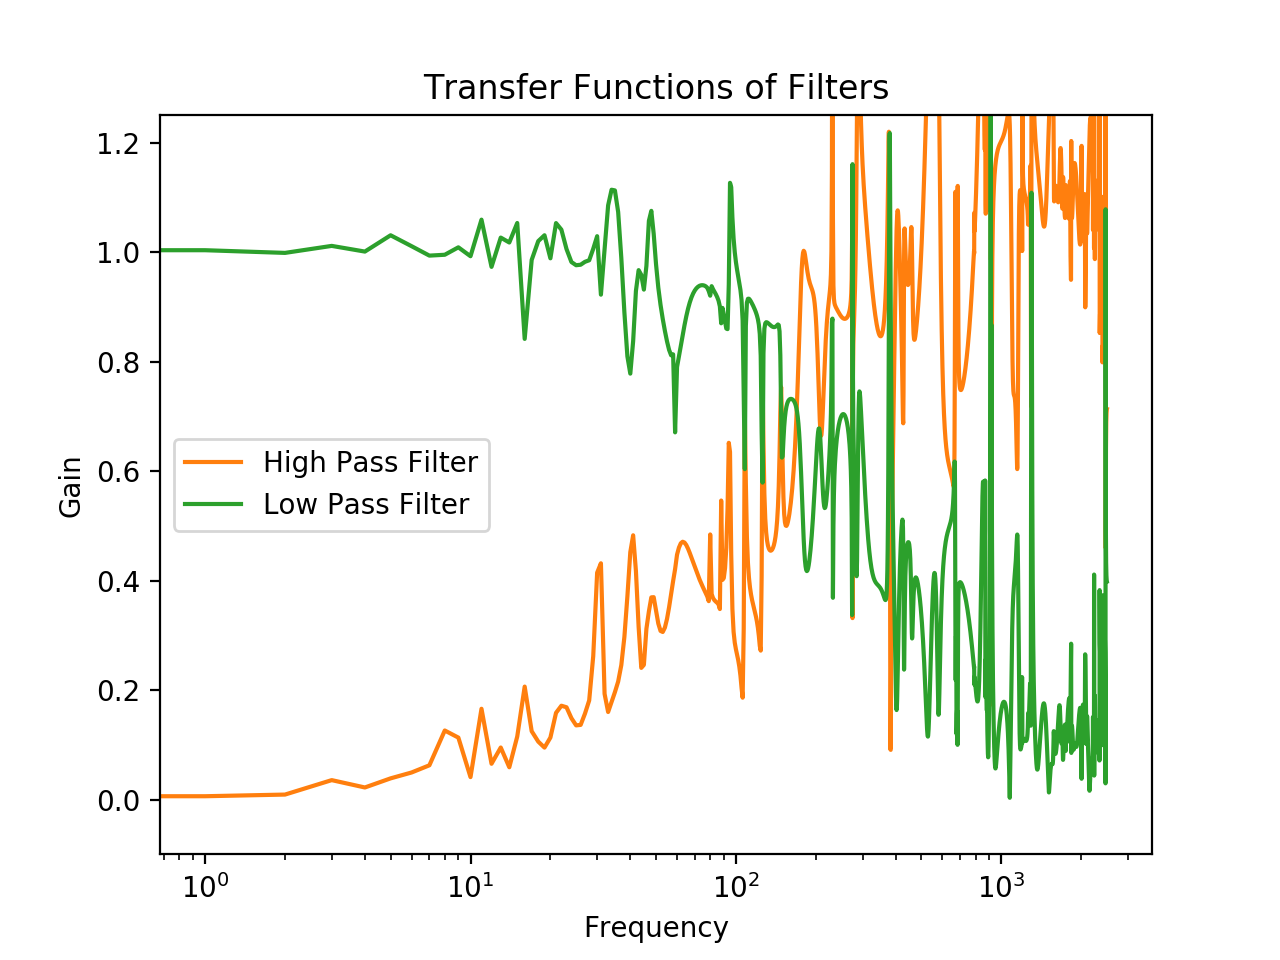 Transfer Functions of Filters
1.2
1.0
0.8
0.6
0.4
0.2
0.0
Gain
High Pass Filter
Low Pass Filter
10⁰ 10¹ 10² 10³
Frequency